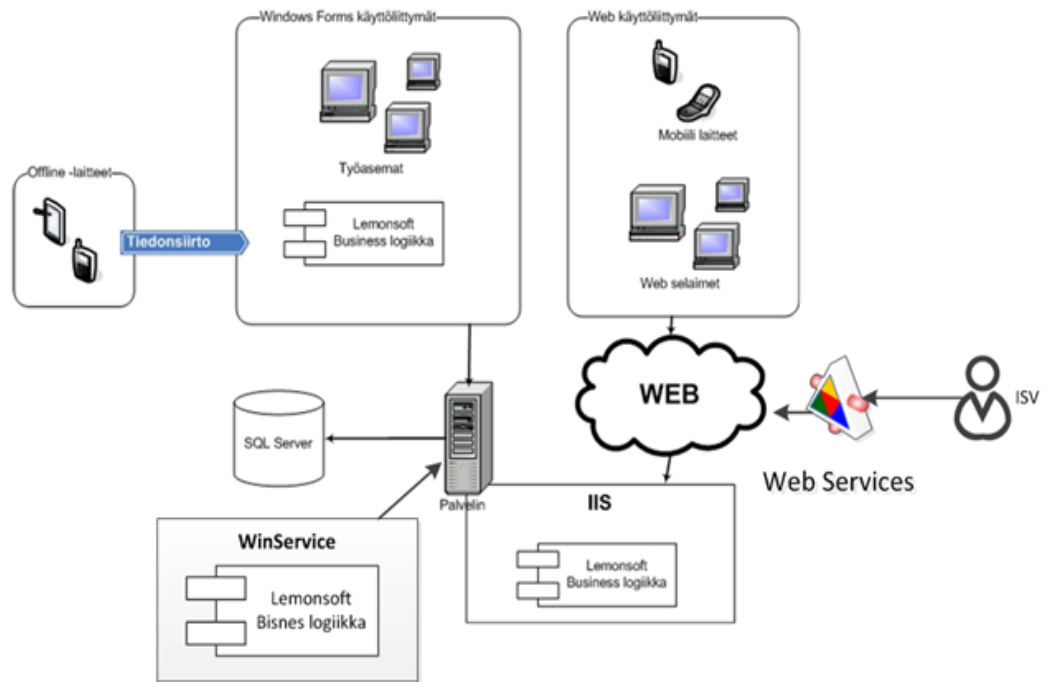 Windows Forms käyttöliittymät
Web käyttöliittymät
Työasemat
Mobiili laitteet
Offline -laitteet
Lemonsoft
Business logiikka
Tiedonsiirto
Web selaimet
WEB
ISV
SQL Server
Web Services
Palvelin
IIS
WinService
Lemonsoft
Business logiikka
Lemonsoft
Bisnes logiikka